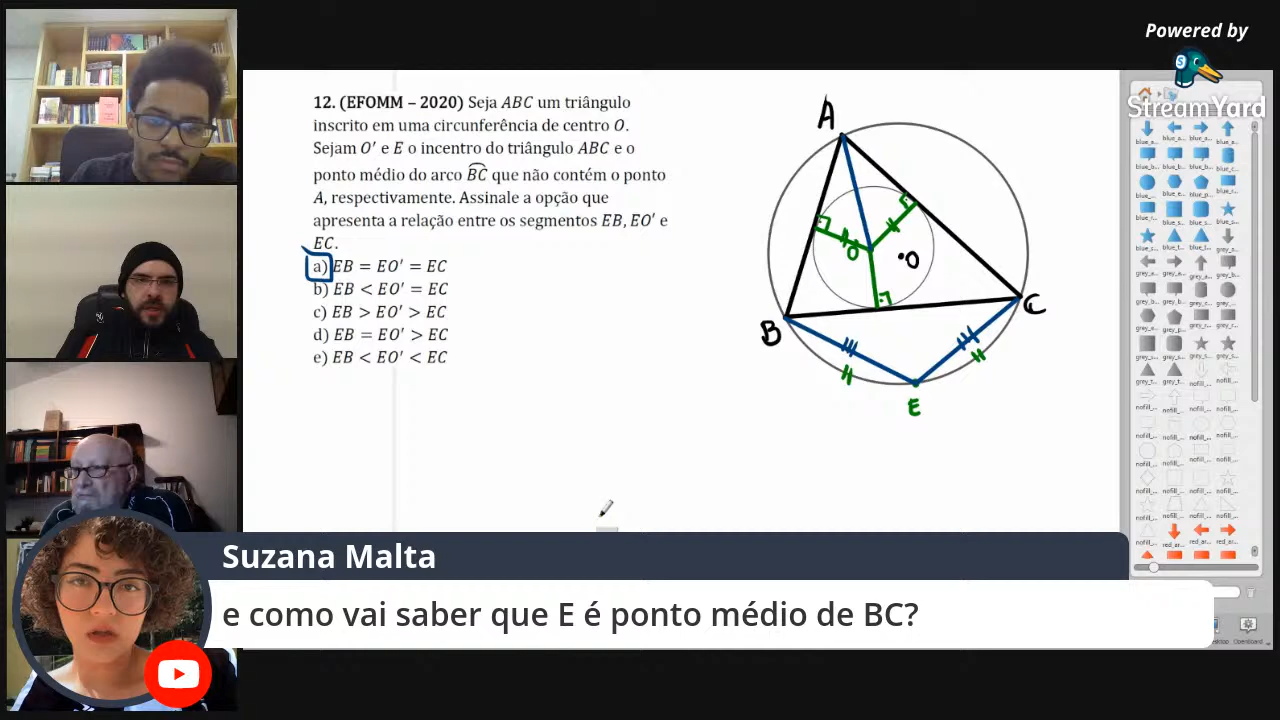 Powered by
StreamYard
12. (EFOMM – 2020) Seja ABC um triângulo
inscrito em uma circunferência de centro O.
Sejam O' e E o incentro do triângulo ABC e o
ponto médio do arco BC que não contém o ponto
A, respectivamente. Assinale a opção que
apresenta a relação entre os segmentos EB, EO' e
EC.
a) EB = EO' = EC
b) EB < EO' = EC
c) EB > EO' > EC
d) EB = EO' > EC
e) EB < EO' < EC
A
O
B
C
E
Suzana Malta
e como vai saber que E é ponto médio de BC?